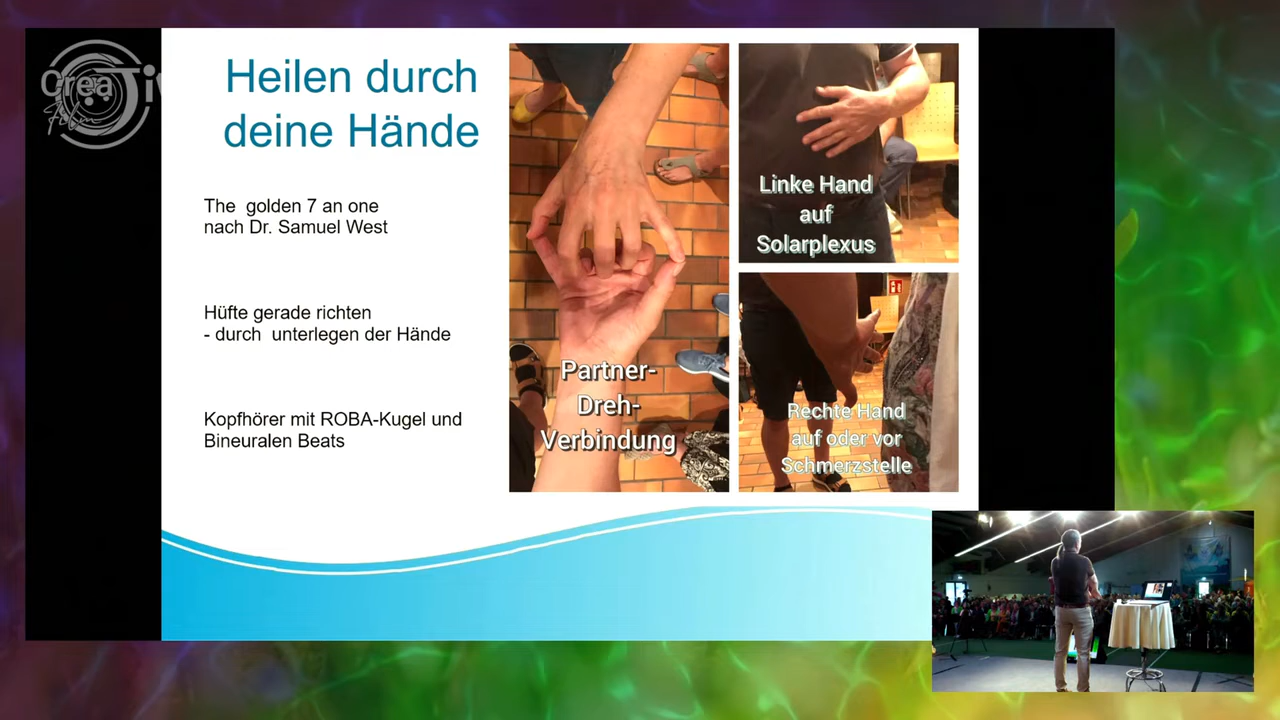 Crea
Film
Heilen durch
deine Hände
The golden 7 an one
nach Dr. Samuel West
Hüfte gerade richten
- durch unterlegen der Hände
Kopfhörer mit ROBA-Kugel und
Bineuralen Beats
Partner-
Dreh-
Verbindung
Linke Hand
auf
Solarplexus
Rechte Hand
auf oder vor
Schmerzstelle